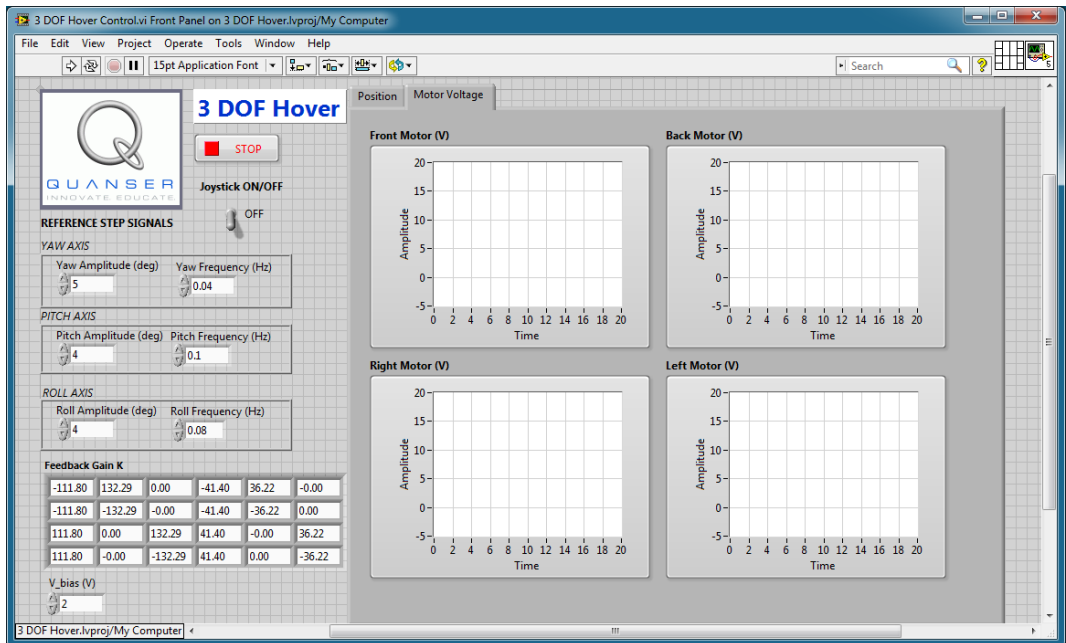 3 DOF Hover Control.vi Front Panel on 3 DOF Hover.lvproj/My Computer
File Edit View Project Operate Tools Window Help
15pt Application Font
Search
5
QUANSER
INNOVATE EDUCATE
3 DOF Hover
STOP
Joystick ON/OFF
OFF
REFERENCE STEP SIGNALS
YAW AXIS
Yaw Amplitude (deg) Yaw Frequency (Hz)
5 0.04
PITCH AXIS
Pitch Amplitude (deg) Pitch Frequency (Hz)
4 0.1
ROLL AXIS
Roll Amplitude (deg) Roll Frequency (Hz)
4 0.08
Feedback Gain K
-111.80 132.29 0.00 -41.40 36.22 -0.00
-111.80 -132.29 -0.00 -41.40 -36.22 0.00
111.80 0.00 132.29 41.40 -0.00 36.22
111.80 -0.00 -132.29 41.40 0.00 -36.22
V_bias (V)
2
Position Motor Voltage
Front Motor (V)
20
15
10
5
0
-5
Amplitude
0 2 4 6 8 10 12 14 16 18 20
Time
Back Motor (V)
20
15
10
5
0
-5
Amplitude
0 2 4 6 8 10 12 14 16 18 20
Time
Right Motor (V)
20
15
10
5
0
-5
Amplitude
0 2 4 6 8 10 12 14 16 18 20
Time
Left Motor (V)
20
15
10
5
0
-5
Amplitude
0 2 4 6 8 10 12 14 16 18 20
Time
3 DOF Hover.lvproj/My Computer